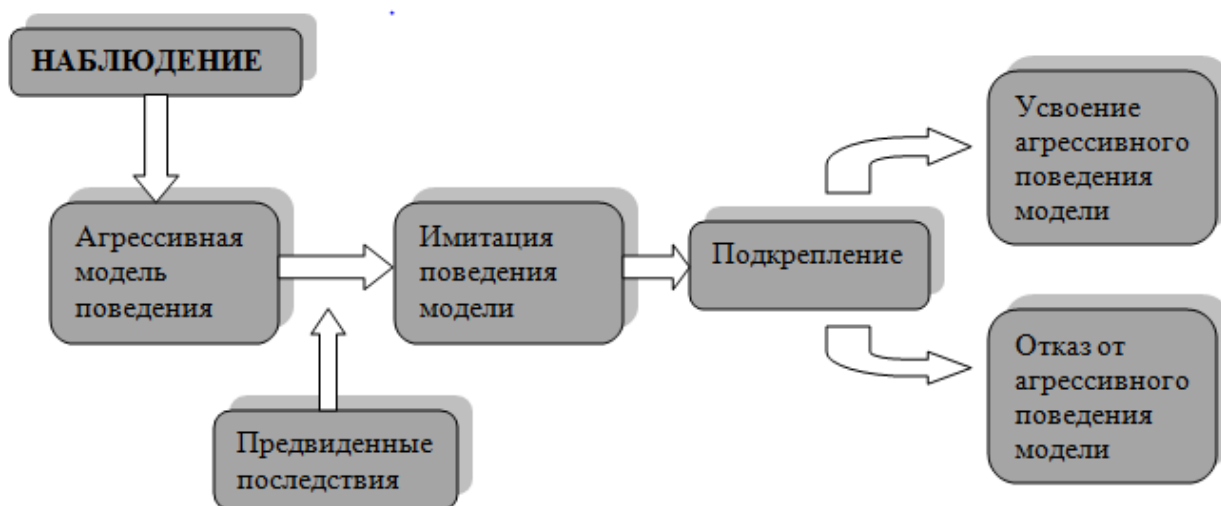 НАБЛЮДЕНИЕ
Агрессивная
модель
поведения
Предвиденные
последствия
Имитация
поведения
модели
Подкрепление
Усвоение
агрессивного
поведения
модели
Отказ от
агрессивного
поведения
модели